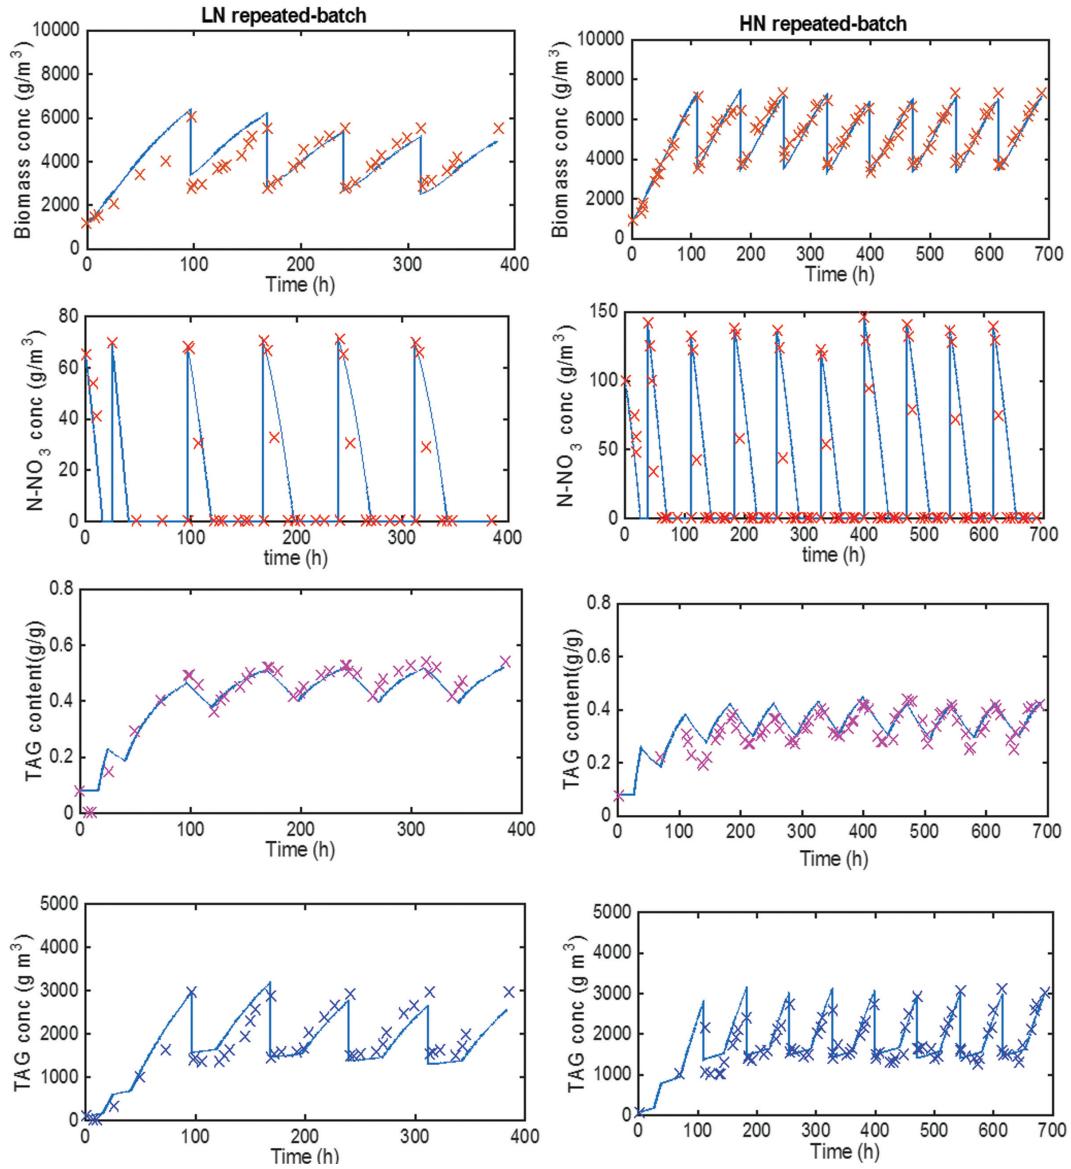 LN repeated-batch
HN repeated-batch
Biomass conc (g/m³)
10000
8000
6000
4000
2000
0
0 100 200 300 400
Time (h)
Biomass conc (g/m³)
10000
8000
6000
4000
2000
0
0 100 200 300 400 500 600 700
Time (h)
N-NO₃ conc (g/m³)
80
60
40
20
0
0 100 200 300 400
time (h)
N-NO₃ conc (g/m³)
150
100
50
0
0 100 200 300 400 500 600 700
time (h)
TAG content(g/g)
0.8
0.6
0.4
0.2
0
0 100 200 300 400
Time (h)
TAG content(g/g)
0.8
0.6
0.4
0.2
0
0 100 200 300 400 500 600 700
Time (h)
TAG conc (g m³)
5000
4000
3000
2000
1000
0
0 100 200 300 400
Time (h)
TAG conc (g m³)
5000
4000
3000
2000
1000
0
0 100 200 300 400 500 600 700
Time (h)